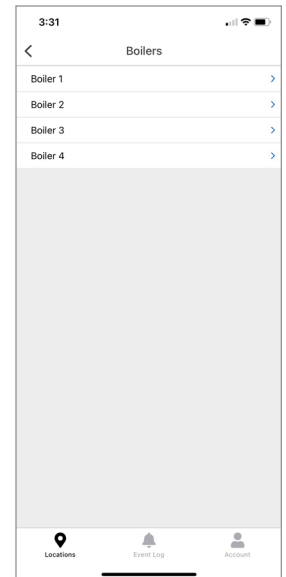 3:31
Boilers
Boiler 1
Boiler 2
Boiler 3
Boiler 4
Locations Event Log Account